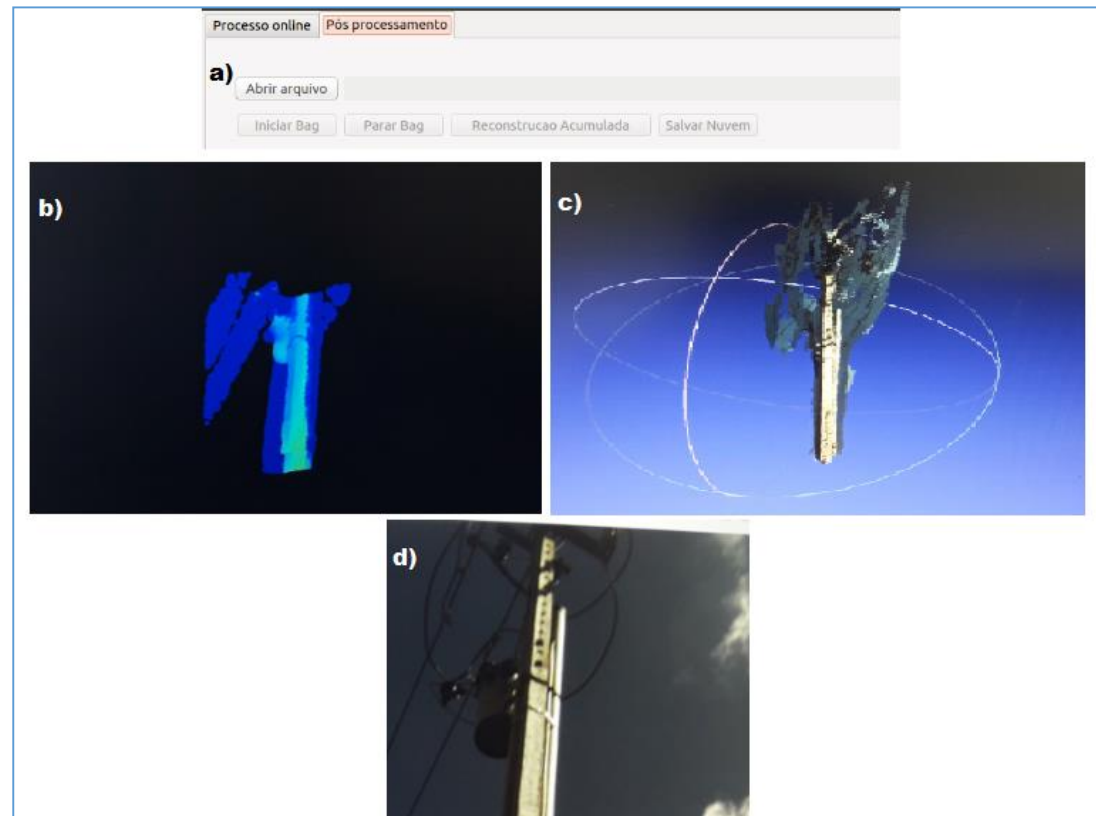 Processo online Pós processamento
a)
Abrir arquivo
Iniciar Bag Parar Bag Reconstrucao Acumulada Salvar Nuvem
b)
c)
d)